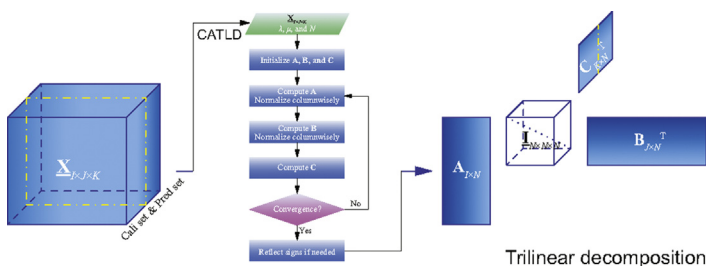 X I×J×K
Cali set & Pred set
CATLD
X I×J×K
λ, μ, and N
Initialize A, B, and C
Compute A
Normalize columnwisely
Compute B
Normalize columnwisely
Compute C
Convergence?
No
Yes
Reflect signs if needed
A I×N
I N×N×N
C K×N T
B J×N T
Trilinear decomposition